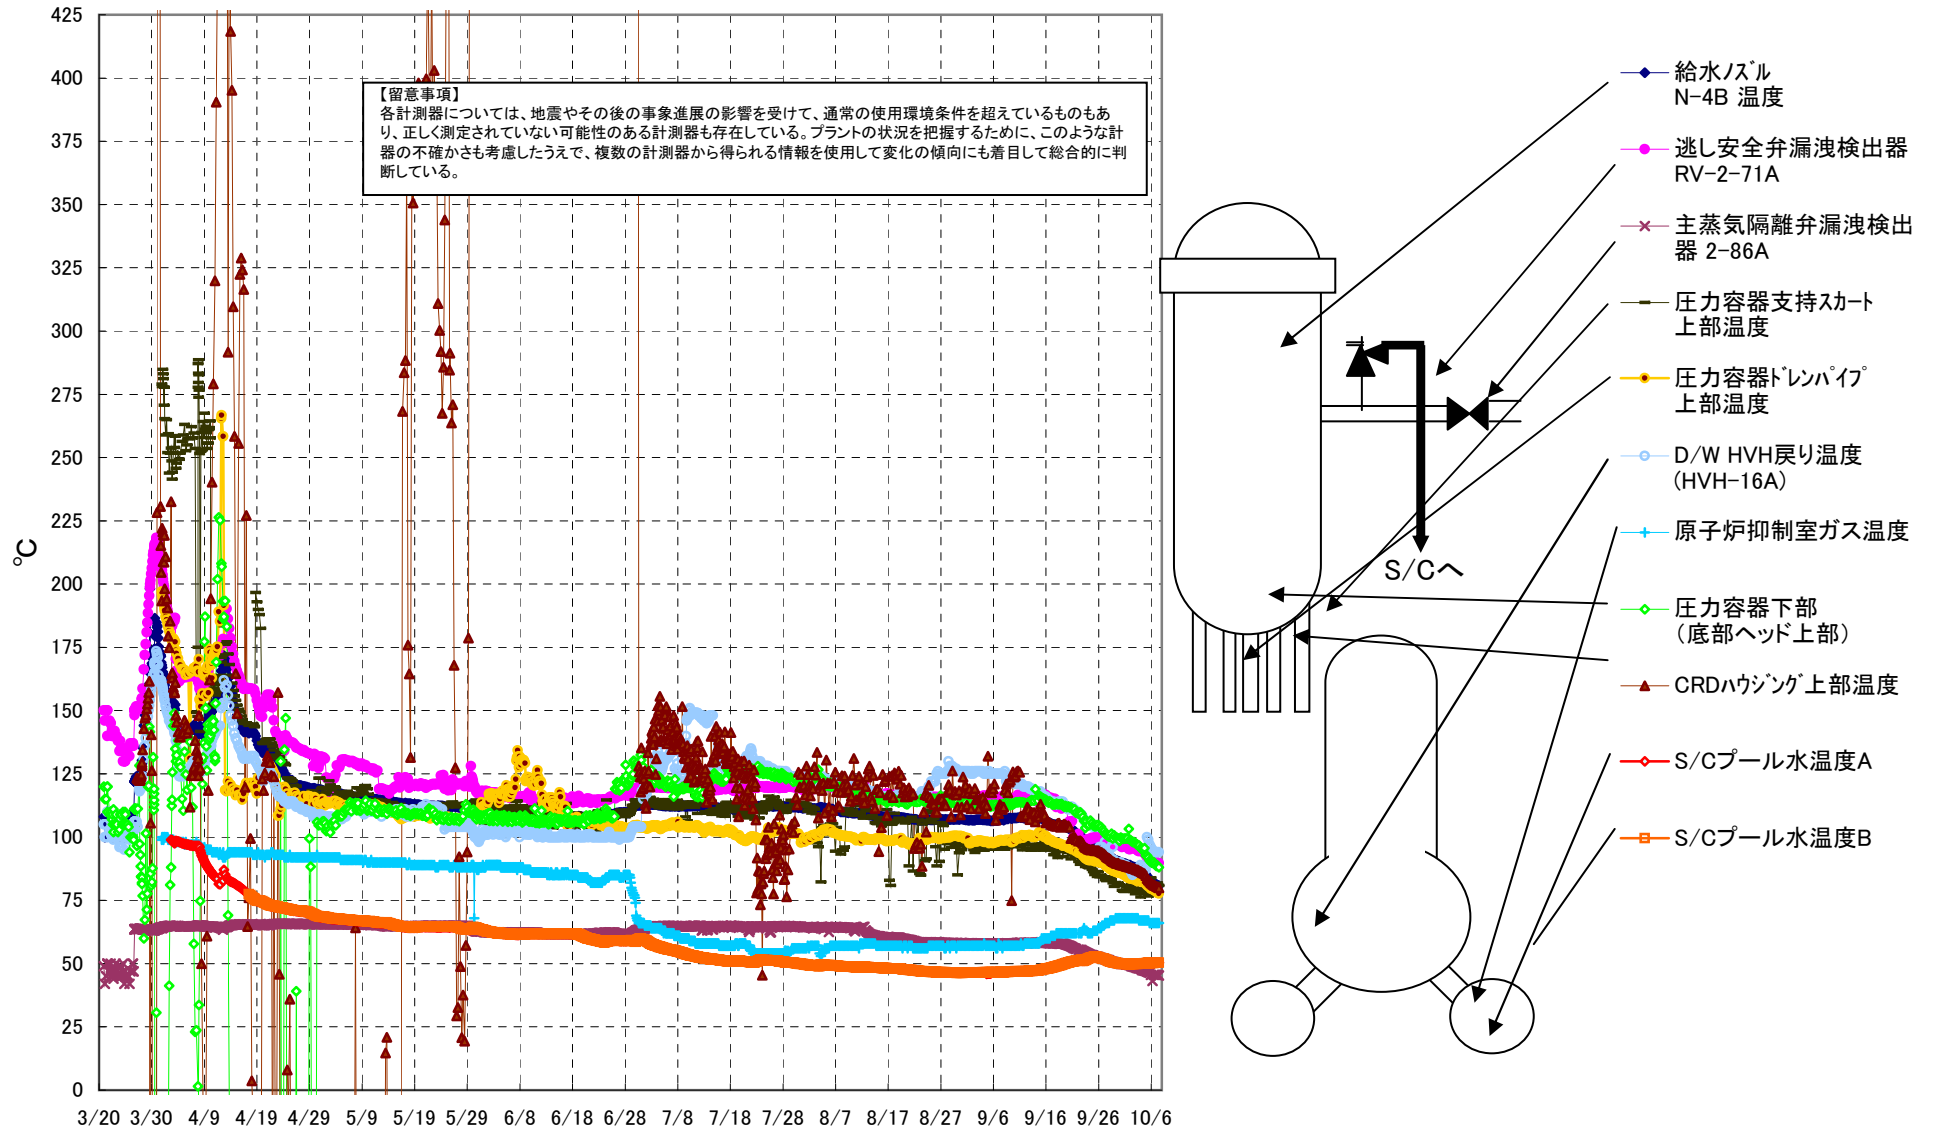 425
400
375
350
325
300
275
250
225
200
175
150
125
100
75
50
25
0
℃
3/20 3/30 4/9 4/19 4/29 5/9 5/19 5/29 6/8 6/18 6/28 7/8 7/18 7/28 8/7 8/17 8/27 9/6 9/16 9/26 10/6
【留意事項】
各計測器については、地震やその後の事象進展の影響を受けて、通常の使用環境条件を超えているものもあ
り、正しく測定されていない可能性のある計測器も存在している。プラントの状況を把握するために、このような計
器の不確かさも考慮したうえで、複数の計測器から得られる情報を使用して変化の傾向にも着目して総合的に判
断している。
S/Cへ
給水ﾉｽﾞﾙ
N-4B 温度
逃し安全弁漏洩検出器
RV-2-71A
主蒸気隔離弁漏洩検出
器 2-86A
圧力容器支持ｽｶｰﾄ
上部温度
圧力容器ﾄﾞﾚﾝﾊﾟｲﾌﾟ
上部温度
D/W HVH戻り温度
(HVH-16A)
原子炉抑制室ガス温度
圧力容器下部
（底部ヘッド上部）
CRDﾊｳｼﾞﾝｸﾞ上部温度
S/Cプール水温度A
S/Cプール水温度B